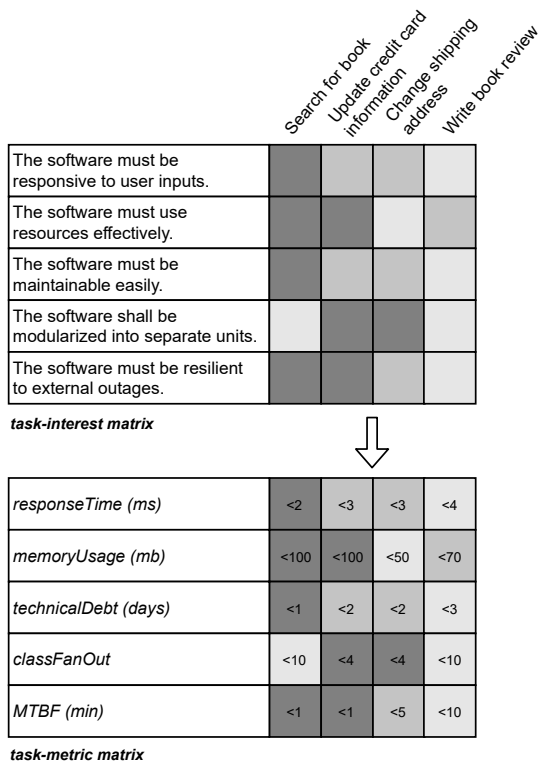 Search for book
Update credit card
information
Change shipping
address
Write book review
The software must be
responsive to user inputs.
The software must use
resources effectively.
The software must be
maintainable easily.
The software shall be
modularized into separate units.
The software must be resilient
to external outages.
task-interest matrix
responseTime (ms) <2 <3 <3 <4
memoryUsage (mb) <100 <100 <50 <70
technicalDebt (days) <1 <2 <2 <3
classFanOut <10 <4 <4 <10
MTBF (min) <1 <1 <5 <10
task-metric matrix